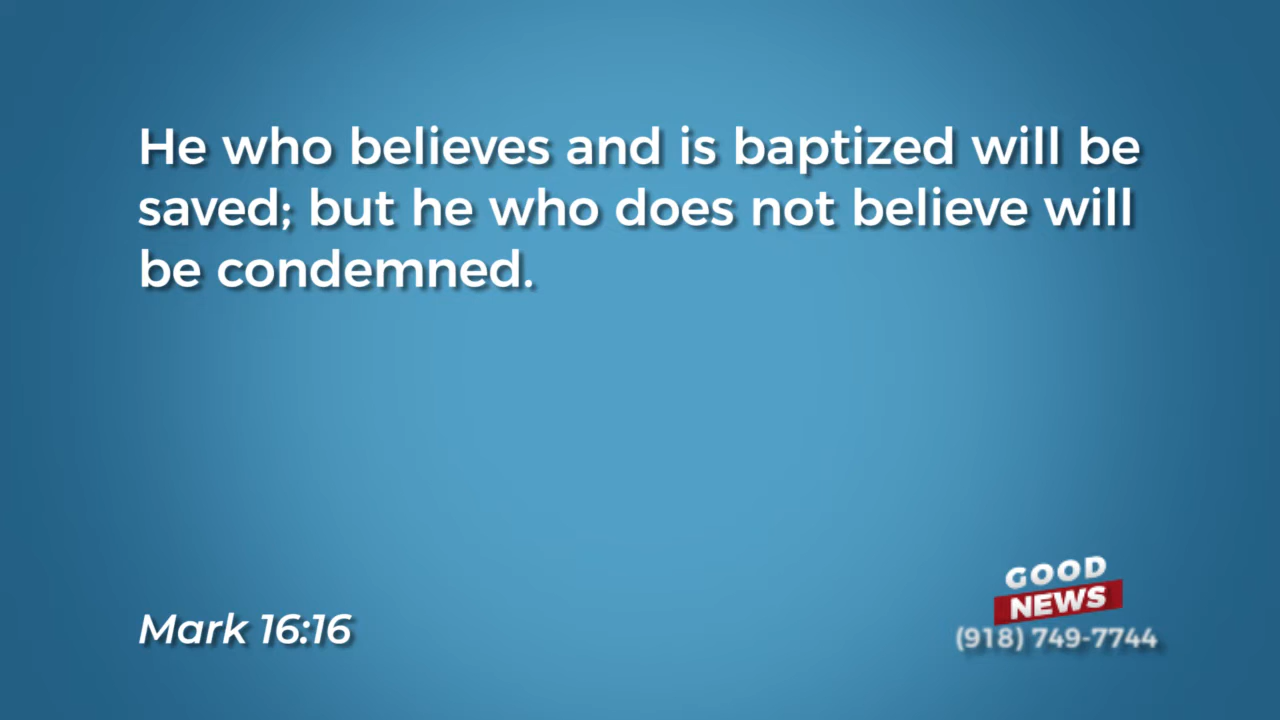 He who believes and is baptized will be
saved; but he who does not believe will
be condemned.
Mark 16:16
GOOD
NEWS
(918) 749-7744